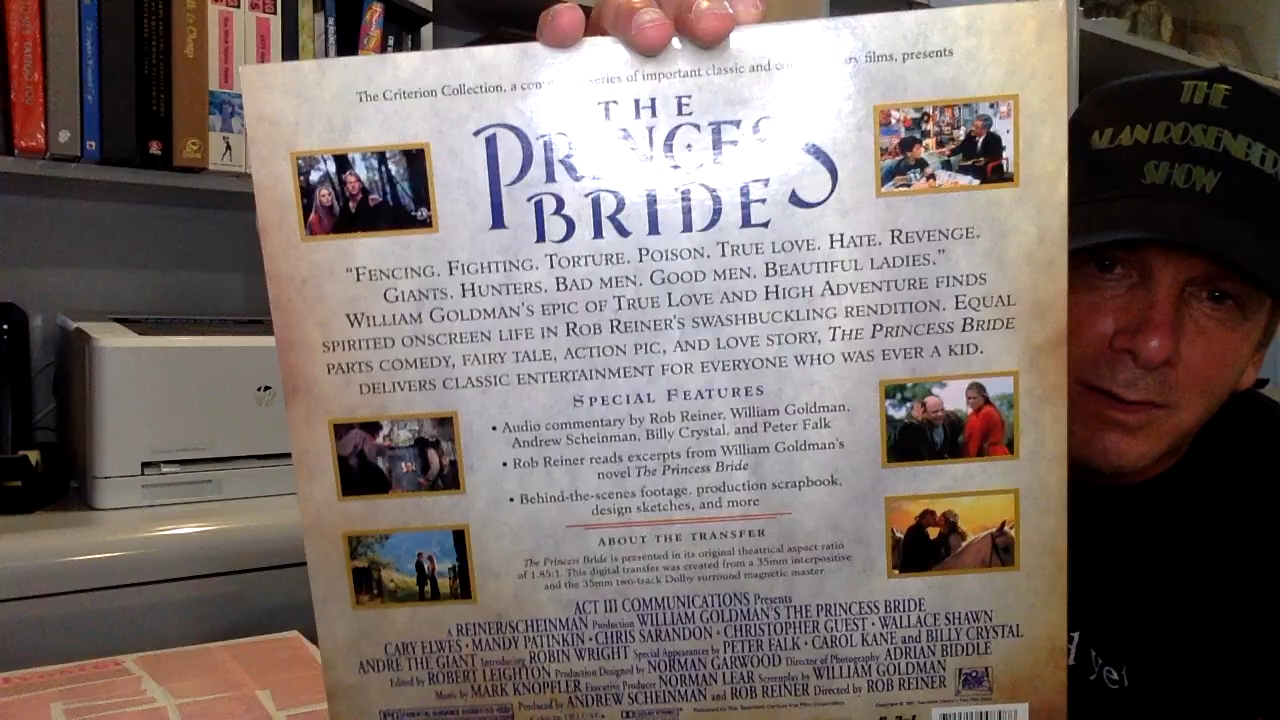 The Criterion Collection, a series of important classic and films, presents
THE
PRINCESS
BRIDE
"FENCING. FIGHTING. TORTURE. POISON. TRUE LOVE. HATE. REVENGE.
GIANTS. HUNTERS. BAD MEN. GOOD MEN. BEAUTIFUL LADIES."
WILLIAM GOLDMAN'S EPIC OF TRUE LOVE AND HIGH ADVENTURE FINDS
SPIRITED ONSCREEN LIFE IN ROB REINER'S SWASHBUCKLING RENDITION. EQUAL
PARTS COMEDY, FAIRY TALE, ACTION PIC, AND LOVE STORY, THE PRINCESS BRIDE
DELIVERS CLASSIC ENTERTAINMENT FOR EVERYONE WHO WAS EVER A KID.
SPECIAL FEATURES
• Audio commentary by Rob Reiner, William Goldman,
Andrew Scheinman, Billy Crystal, and Peter Falk
• Rob Reiner reads excerpts from William Goldman's
novel The Princess Bride
• Behind-the-scenes footage, production scrapbook,
design sketches, and more
ABOUT THE TRANSFER
The Princess Bride is presented in its original theatrical aspect ratio
of 1.85:1. This digital transfer was created from a 35mm interpositive
and the 35mm two-track Dolby surround magnetic master.
ACT III COMMUNICATIONS Presents
A REINER/SCHEINMAN Production WILLIAM GOLDMAN'S THE PRINCESS BRIDE
CARY ELWES · MANDY PATINKIN · CHRIS SARANDON · CHRISTOPHER GUEST · WALLACE SHAWN
ANDRE THE GIANT Introducing ROBIN WRIGHT Special Appearances by PETER FALK · CAROL KANE and BILLY CRYSTAL
Edited by ROBERT LEIGHTON Production Designed by NORMAN GARWOOD Director of Photography ADRIAN BIDDLE
Music by MARK KNOPFLER Executive Producer NORMAN LEAR Screenplay by WILLIAM GOLDMAN
Produced by ANDREW SCHEINMAN and ROB REINER Directed by ROB REINER
THE
ALAN ROSENBERG
SHOW
hp
yet